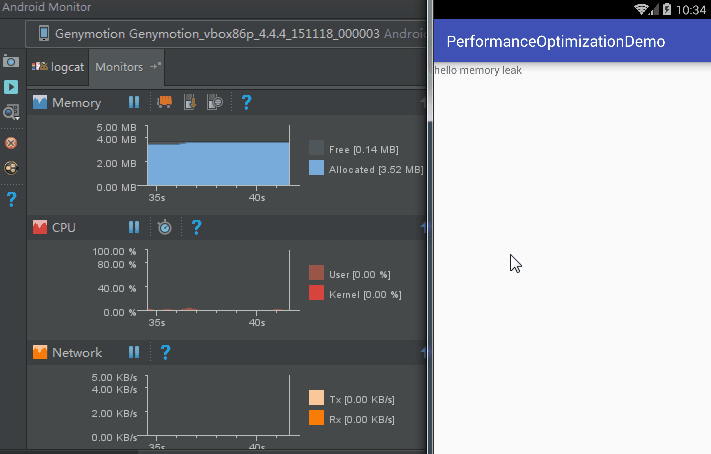 Android Monitor
Genymotion Genymotion_vbox86p_4.4.4_151118_000003 Android
logcat
Monitors
Memory
?
5.00 MB
4.00 MB
2.00 MB
0.00 MB
35s
40s
Free [0.14 MB]
Allocated [3.52 MB]
CPU
?
100.00 %
80.00 %
40.00 %
0.00 %
35s
40s
User [0.00 %]
Kernel [0.00 %]
Network
?
5.00 KB/s
4.00 KB/s
2.00 KB/s
0.00 KB/s
35s
40s
Tx [0.00 KB/s]
Rx [0.00 KB/s]
?
10:34
PerformanceOptimizationDemo
hello memory leak